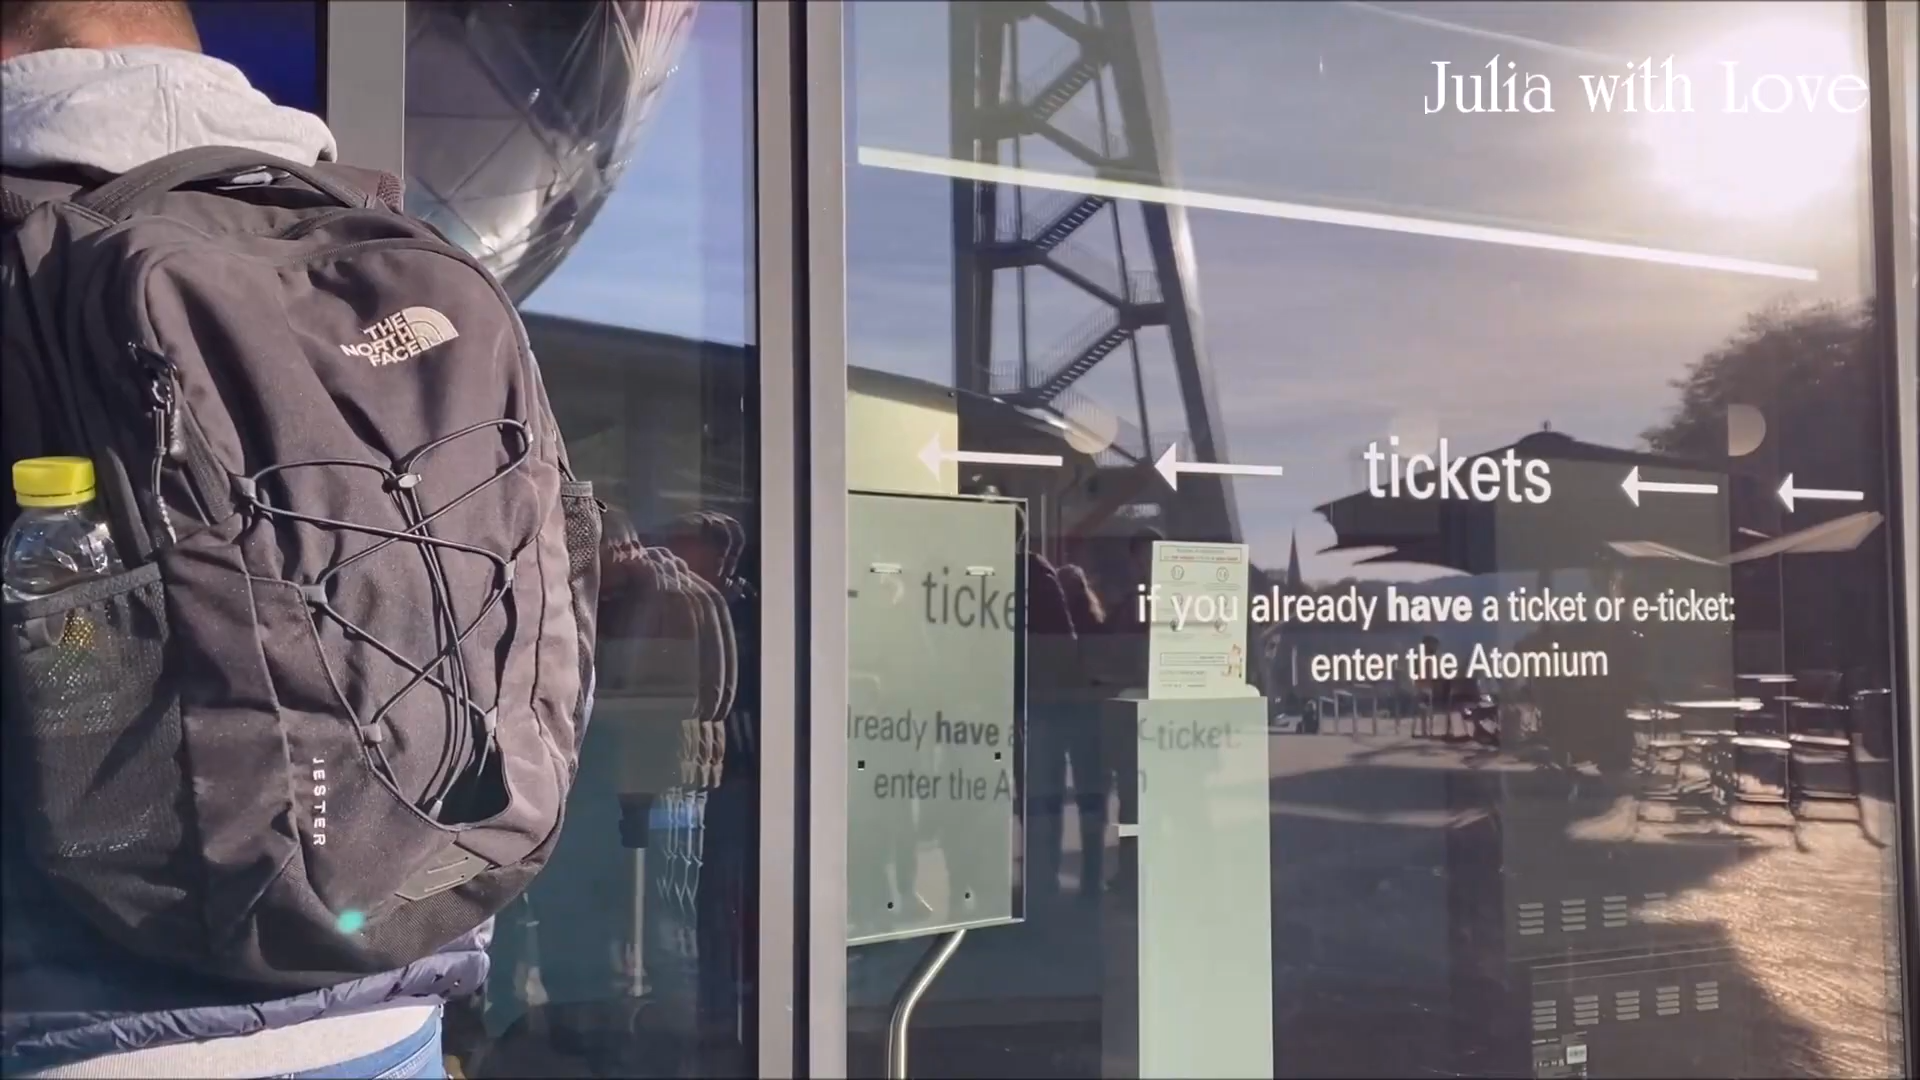 Julia with Love
THE
NORTH
FACE
JESTER
tickets
if you already have a ticket or e-ticket:
enter the Atomium
ticke
already have a
-ticket:
enter the A